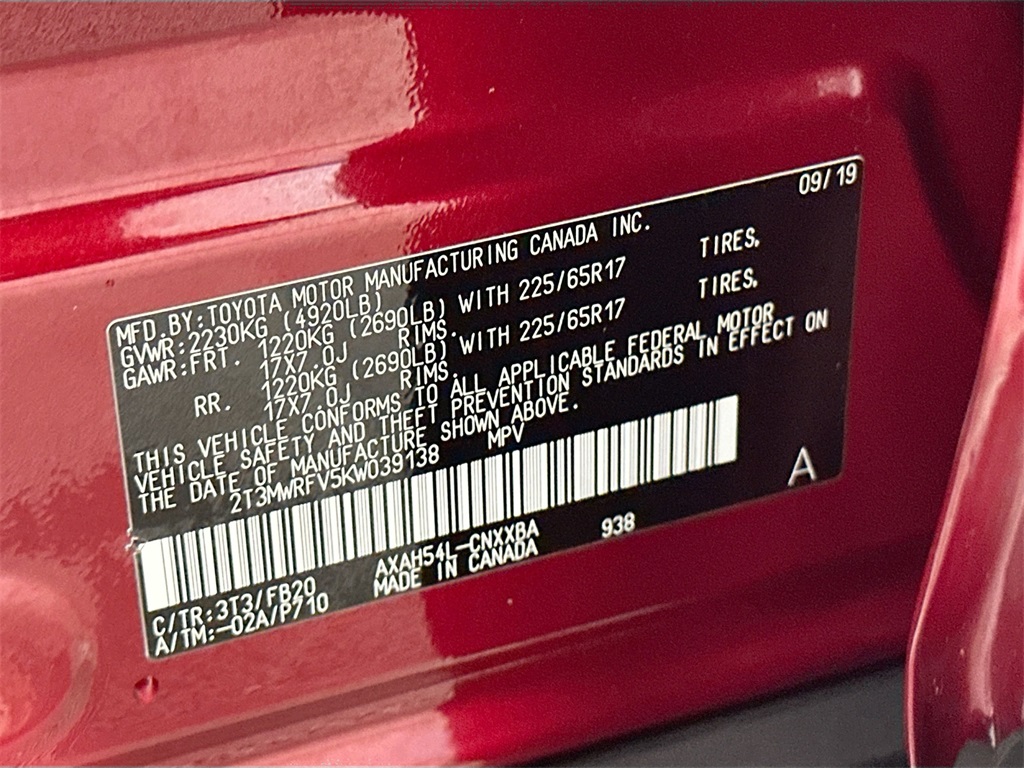 09/19
MFD.BY:TOYOTA MOTOR MANUFACTURING CANADA INC.
GVWR:2230KG (4920LB)
GAWR:FRT. 1220KG (2690LB) WITH 225/65R17 TIRES,
17X7.0J RIMS.
RR. 1220KG (2690LB) WITH 225/65R17 TIRES,
17X7.0J RIMS.
THIS VEHICLE CONFORMS TO ALL APPLICABLE FEDERAL MOTOR
VEHICLE SAFETY AND THEFT PREVENTION STANDARDS IN EFFECT ON
THE DATE OF MANUFACTURE SHOWN ABOVE.
2T3MWRFV5KW039138 MPV
A
AXAH54L-CNXXBA 938
C/TR:3T3/FB20 MADE IN CANADA
A/TM:-02A/P710